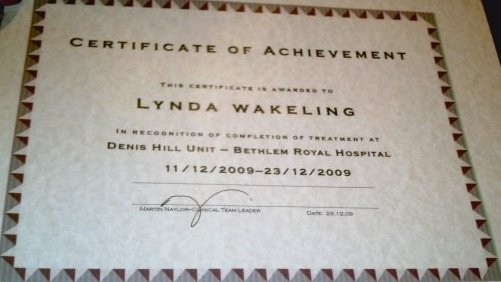 CERTIFICATE OF ACHIEVEMENT
THIS CERTIFICATE IS AWARDED TO
LYNDA WAKELING
IN RECOGNITION OF COMPLETION OF TREATMENT AT
DENIS HILL UNIT – BETHLEM ROYAL HOSPITAL
11/12/2009–23/12/2009
MARTIN NAYLOR–CLINICAL TEAM LEADER DATE: 23.12.09